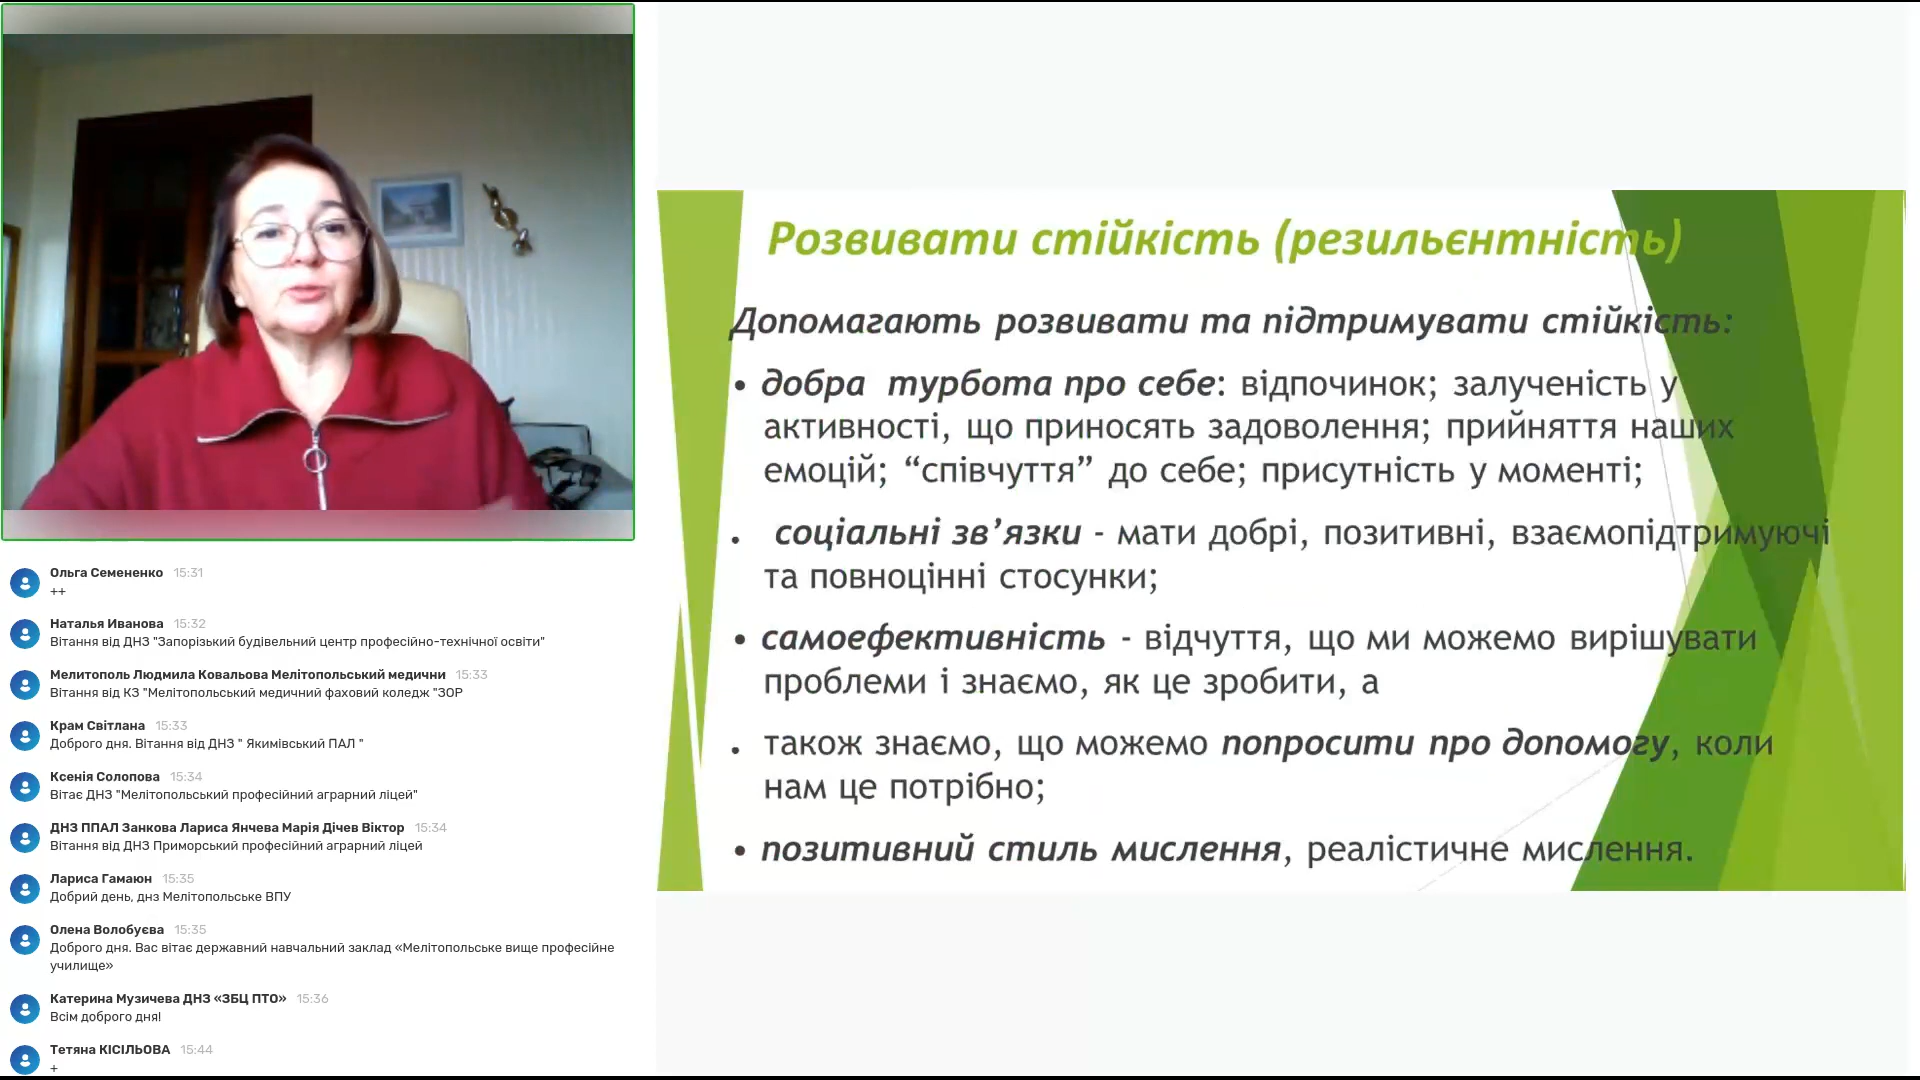 Ольга Семененко 15:31
++
Наталья Иванова 15:32
Вітання від ДНЗ "Запорізький будівельний центр професійно-технічної освіти"
Мелитополь Людмила Ковальова Мелітопольський медични 15:33
Вітання від КЗ "Мелітопольський медичний фаховий коледж "ЗОР
Крам Світлана 15:33
Доброго дня. Вітання від ДНЗ " Якимівський ПАЛ "
Ксенія Солопова 15:34
Вітає ДНЗ "Мелітопольський професійний аграрний ліцей"
ДНЗ ППАЛ Занкова Лариса Янчева Марія Дічев Віктор 15:34
Вітання від ДНЗ Приморський професійний аграрний ліцей
Лариса Гамаюн 15:35
Добрий день, днз Мелітопольське ВПУ
Олена Волобуєва 15:35
Доброго дня. Вас вітає державний навчальний заклад «Мелітопольське вище професійне
училище»
Катерина Музичева ДНЗ «ЗБЦ ПТО» 15:36
Всім доброго дня!
Тетяна КІСІЛЬОВА 15:44
+
Розвивати стійкість (резильєнтність)
Допомагають розвивати та підтримувати стійкість:
• добра турбота про себе: відпочинок; залученість у
активності, що приносять задоволення; прийняття наших
емоцій; “співчуття” до себе; присутність у моменті;
• соціальні зв’язки - мати добрі, позитивні, взаємопідтримуючі
та повноцінні стосунки;
• самоефективність - відчуття, що ми можемо вирішувати
проблеми і знаємо, як це зробити, а
• також знаємо, що можемо попросити про допомогу, коли
нам це потрібно;
• позитивний стиль мислення, реалістичне мислення.